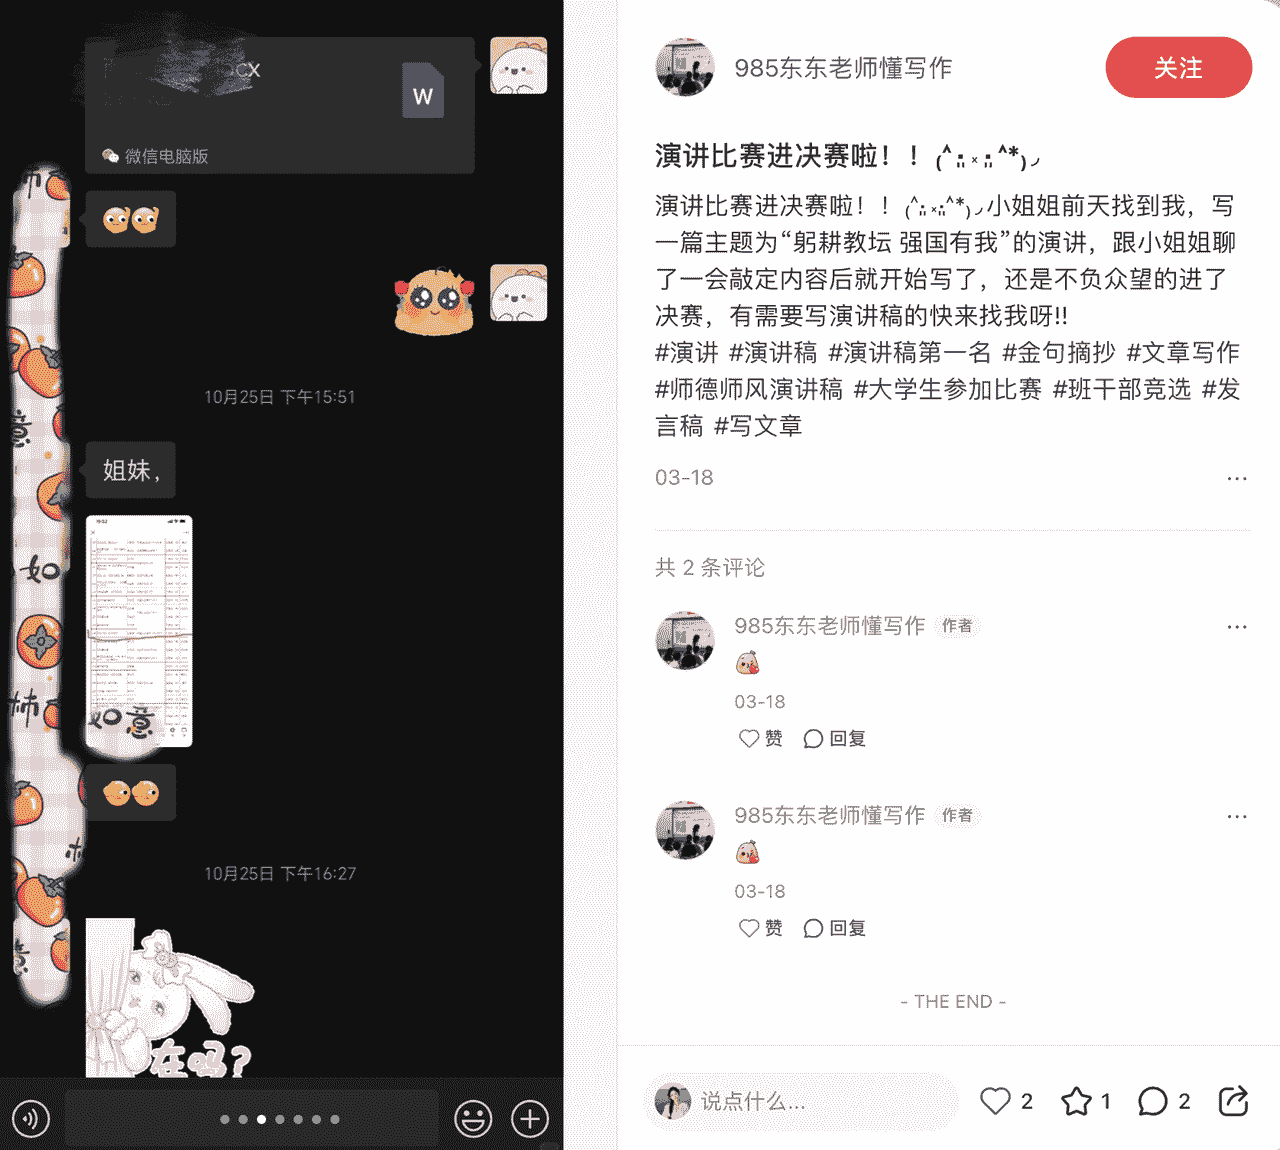 CX
W
微信电脑版
10月25日 下午15:51
姐妹，
如
柿
如意
10月25日 下午16:27
在吗?
985东东老师懂写作
关注
演讲比赛进决赛啦！！
演讲比赛进决赛啦！！小姐姐前天找到我，写
一篇主题为“躬耕教坛 强国有我”的演讲，跟小姐姐聊
了一会敲定内容后就开始写了，还是不负众望的进了
决赛，有需要写演讲稿的快来找我呀!!
#演讲 #演讲稿 #演讲稿第一名 #金句摘抄 #文章写作
#师德师风演讲稿 #大学生参加比赛 #班干部竞选 #发
言稿 #写文章
03-18
共 2 条评论
985东东老师懂写作 作者
03-18
赞 回复
985东东老师懂写作 作者
03-18
赞 回复
- THE END -
说点什么...
2
1
2